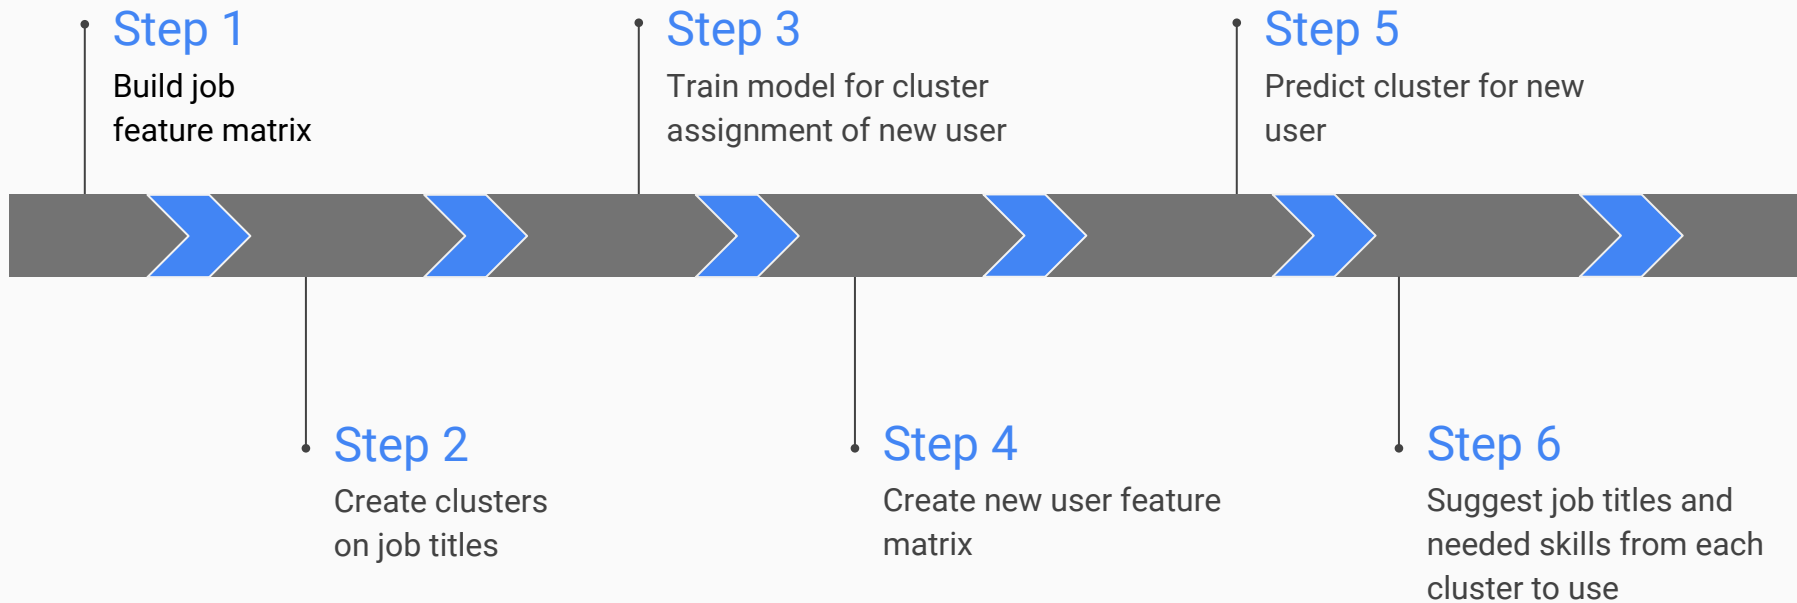 Step 1
Build job
feature matrix
Step 2
Create clusters
on job titles
Step 3
Train model for cluster
assignment of new user
Step 4
Create new user feature
matrix
Step 5
Predict cluster for new
user
Step 6
Suggest job titles and
needed skills from each
cluster to use